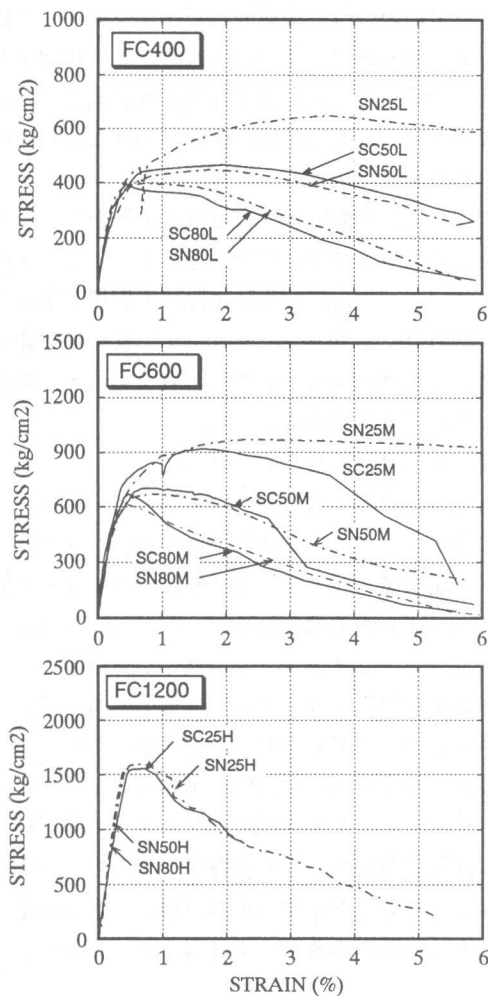 1000
FC400
800
SN25L
600
SC50L
SN50L
400
SC80L
200
SN80L
0
0 1 2 3 4 5 6
STRESS (kg/cm2)
1500
FC600
1200
SN25M
900
SC25M
SC50M
600
SN50M
SC80M
300
SN80M
0
0 1 2 3 4 5 6
STRESS (kg/cm2)
2500
FC1200
2000
SC25H
SN25H
1500
1000
SN50H
SN80H
500
0
0 1 2 3 4 5 6
STRESS (kg/cm2)
STRAIN (%)